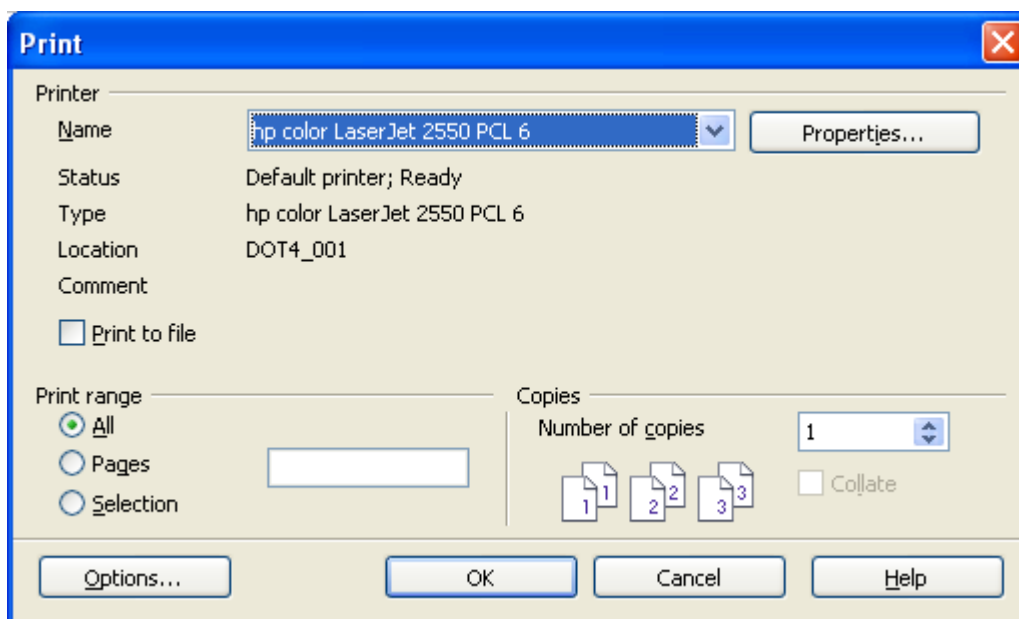 Print
Printer
Name hp color LaserJet 2550 PCL 6 Properties...
Status Default printer; Ready
Type hp color LaserJet 2550 PCL 6
Location DOT4_001
Comment
Print to file
Print range Copies
All Number of copies 1
Pages
1 1 2 2 3 3 Collate
Selection
Options... OK Cancel Help